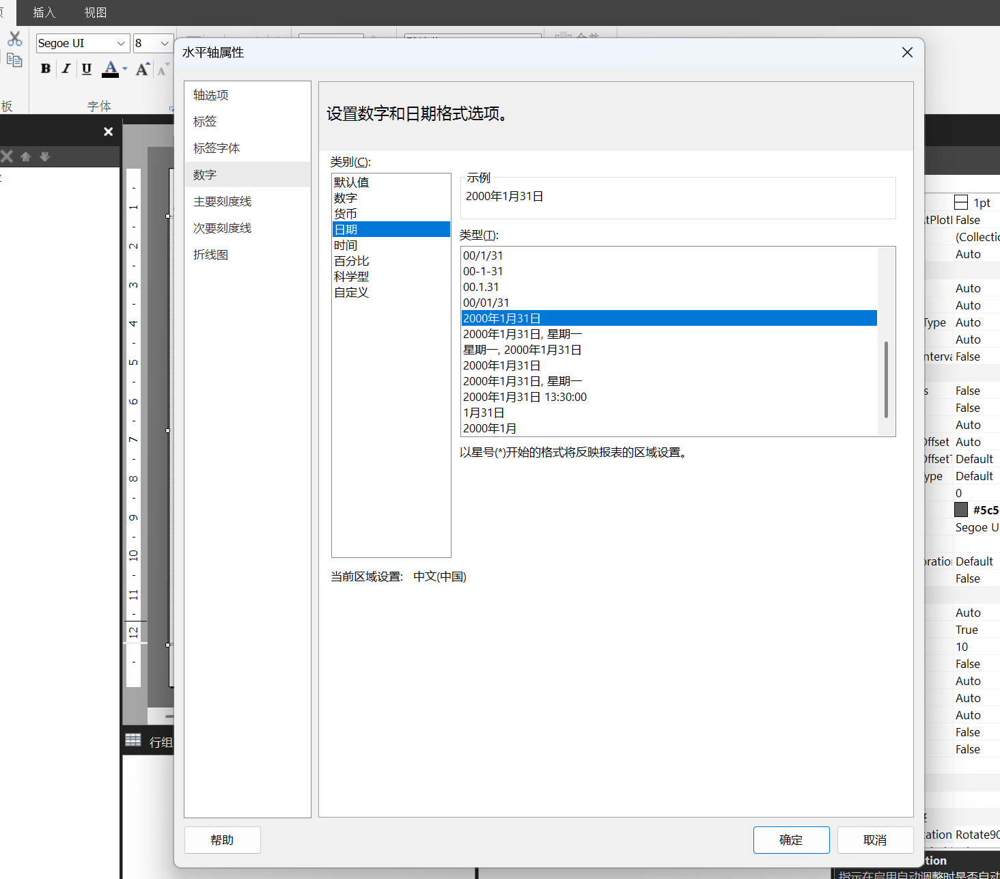 插入
视图
Segoe UI
8
B I U A A A
板
字体
水平轴属性
轴选项
标签
标签字体
数字
主要刻度线
次要刻度线
折线图
设置数字和日期格式选项。
类别(C):
默认值
数字
货币
日期
时间
百分比
科学型
自定义
示例
2000年1月31日
类型(T):
00/1/31
00-1-31
00.1.31
00/01/31
2000年1月31日
2000年1月31日, 星期一
星期一, 2000年1月31日
2000年1月31日
2000年1月31日, 星期一
2000年1月31日 13:30:00
1月31日
2000年1月
以星号(*)开始的格式将反映报表的区域设置。
当前区域设置: 中文(中国)
帮助
确定
取消
1
2
3
4
5
6
7
8
9
10
11
12
行组
1pt
False
Auto
Auto
Auto
Type Auto
Auto
False
False
False
Auto
Offset Auto
Default
Default
0
Default
False
Auto
True
10
False
Auto
Auto
Auto
False
False
指示在启用自动调整时是否自动